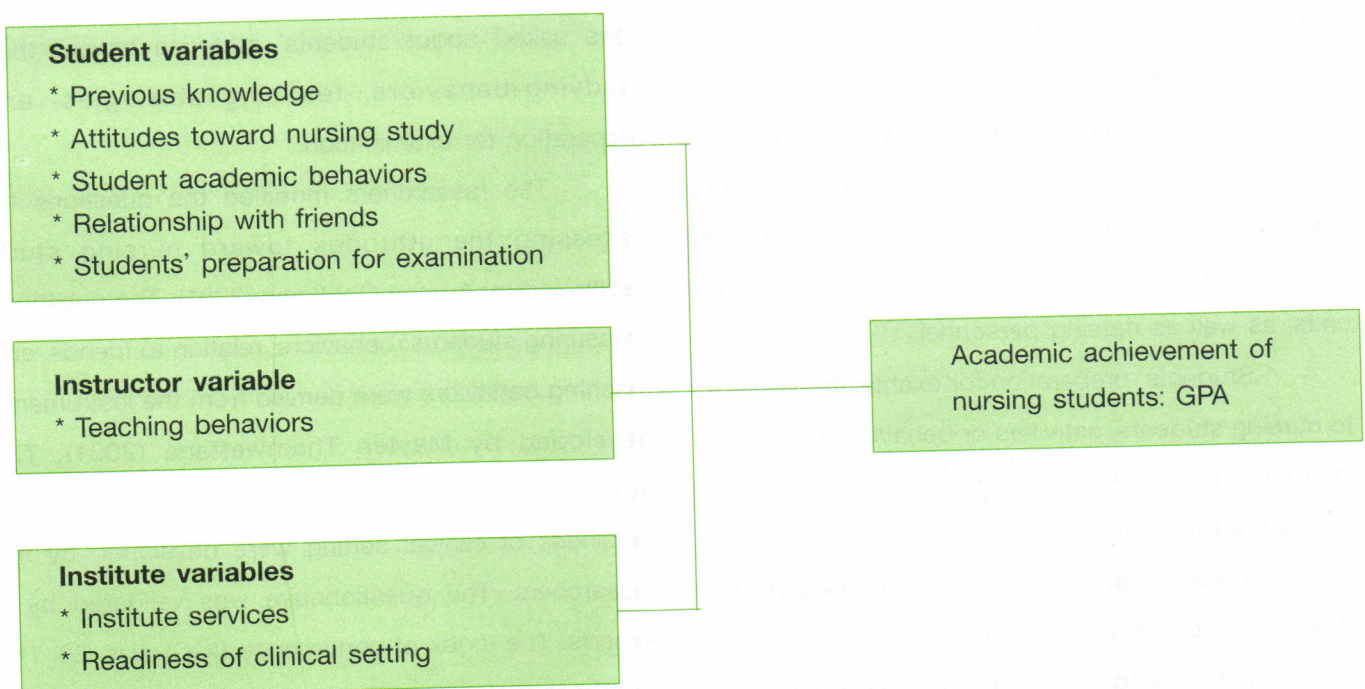 Student variables
* Previous knowledge
* Attitudes toward nursing study
* Student academic behaviors
* Relationship with friends
* Students' preparation for examination
Instructor variable
* Teaching behaviors
Institute variables
* Institute services
* Readiness of clinical setting
Academic achievement of
nursing students: GPA